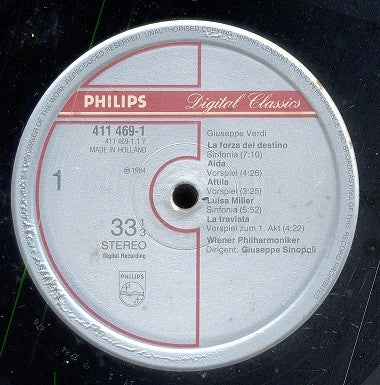 PHILIPS
Digital Classics
411 469-1
411 469-1.1 Y
MADE IN HOLLAND
℗ 1984
1
33 1/3
STEREO
Digital Recording
PHILIPS
Giuseppe Verdi
La forza del destino
Sinfonia (7:10)
Aida
Vorspiel (4:26)
Attila
Vorspiel (3:25)
Luisa Miller
Sinfonia (5:52)
La traviata
Vorspiel zum 1. Akt (4:22)
Wiener Philharmoniker
Dirigent: Giuseppe Sinopoli